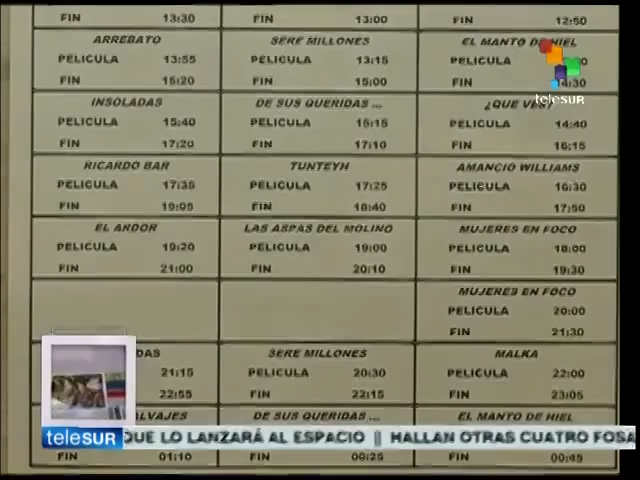 FIN 13:30
ARREBATO
PELICULA 13:55
FIN 15:20
INSOLADAS
PELICULA 15:40
FIN 17:20
RICARDO BAR
PELICULA 17:35
FIN 19:05
EL ARDOR
PELICULA 19:20
FIN 21:00
DAS
21:15
22:55
ALVAJES
FIN 01:10
FIN 13:00
SERE MILLONES
PELICULA 13:15
FIN 15:00
DE SUS QUERIDAS ...
PELICULA 15:15
FIN 17:10
TUNTEYH
PELICULA 17:25
FIN 18:40
LAS ASPAS DEL MOLINO
PELICULA 19:00
FIN 20:10
SERE MILLONES
PELICULA 20:30
FIN 22:15
DE SUS QUERIDAS ...
FIN 00:25
FIN 12:50
EL MANTO DE HIEL
PELICULA
FIN 14:30
¿QUE VES?
PELICULA 14:40
FIN 16:15
AMANCIO WILLIAMS
PELICULA 16:30
FIN 17:50
MUJERES EN FOCO
PELICULA 18:00
FIN 19:30
MUJERES EN FOCO
PELICULA 20:00
FIN 21:30
MALKA
PELICULA 22:00
FIN 23:05
EL MANTO DE HIEL
FIN 00:45
teleSUR
teleSUR
QUE LO LANZARÁ AL ESPACIO || HALLAN OTRAS CUATRO FOSA